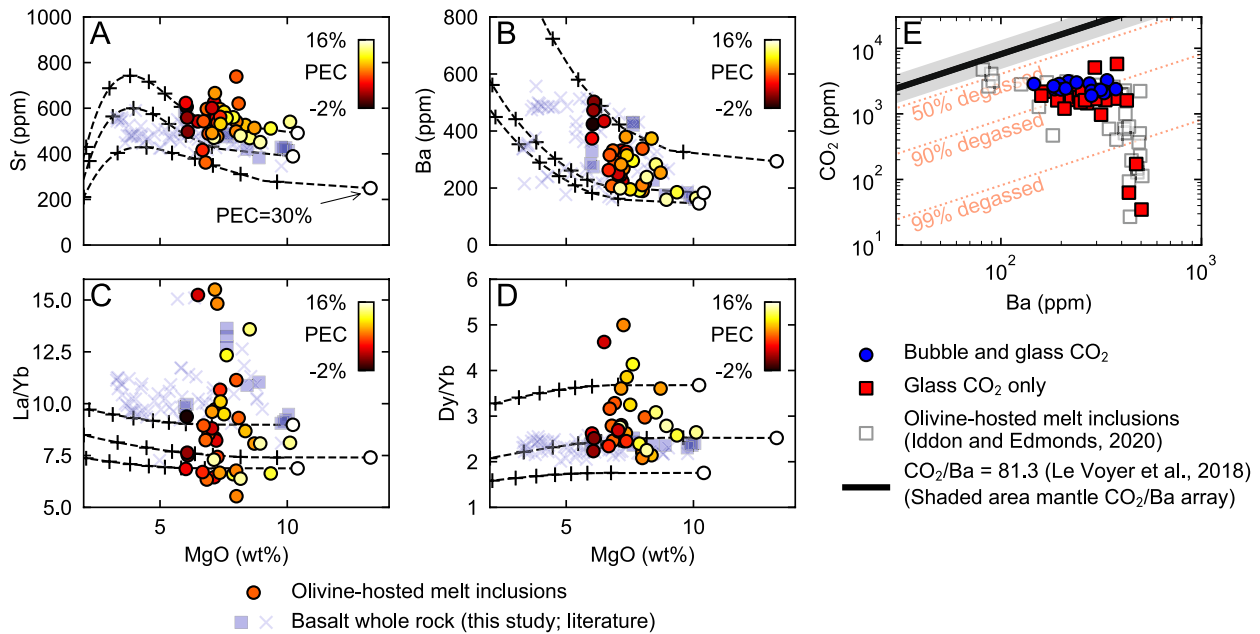 A
1000
800
600
400
200
0
Sr (ppm)
16%
PEC
-2%
PEC=30%
5
10
B
800
600
400
200
0
Ba (ppm)
16%
PEC
-2%
5
10
E
10⁴
10³
10²
10¹
CO₂ (ppm)
50% degassed
90% degassed
99% degassed
10²
10³
Ba (ppm)
C
15.0
12.5
10.0
7.5
5.0
La/Yb
16%
PEC
-2%
5
10
MgO (wt%)
D
6
5
4
3
2
1
Dy/Yb
16%
PEC
-2%
5
10
MgO (wt%)
Bubble and glass CO₂
Glass CO₂ only
Olivine-hosted melt inclusions
(Iddon and Edmonds, 2020)
CO₂/Ba = 81.3 (Le Voyer et al., 2018)
(Shaded area mantle CO₂/Ba array)
Olivine-hosted melt inclusions
Basalt whole rock (this study; literature)